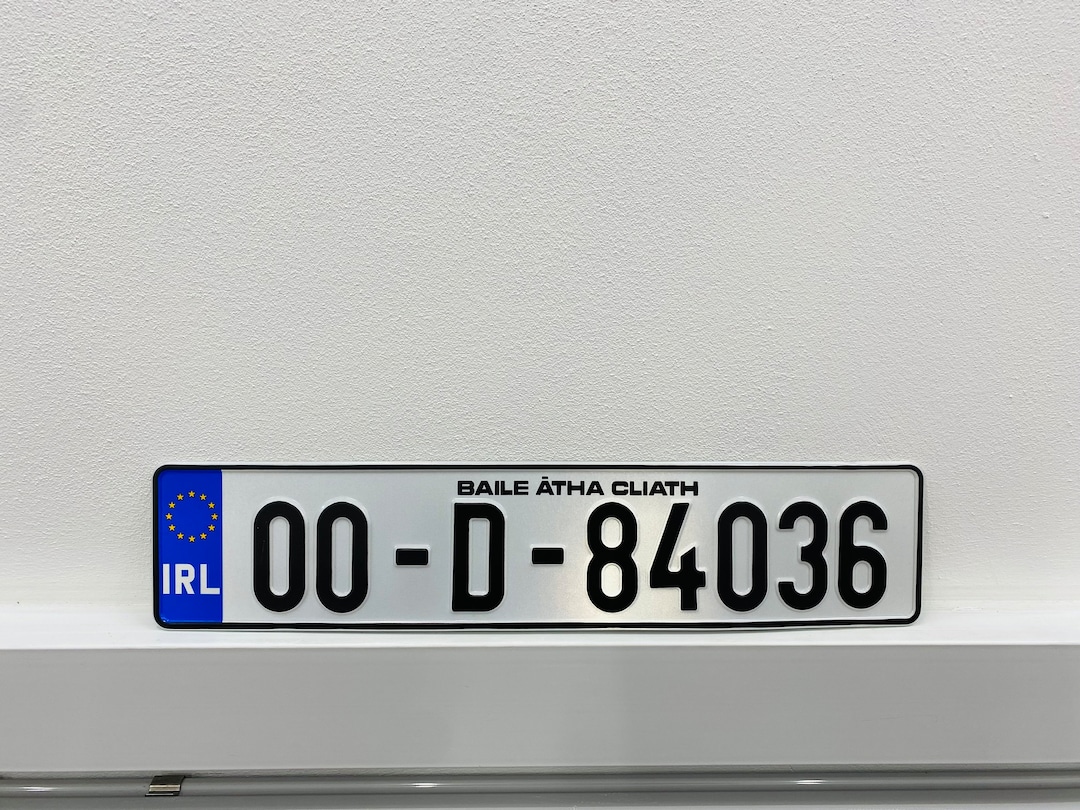 BAILE ĀTHA CLIATH
IRL
00-D-84036